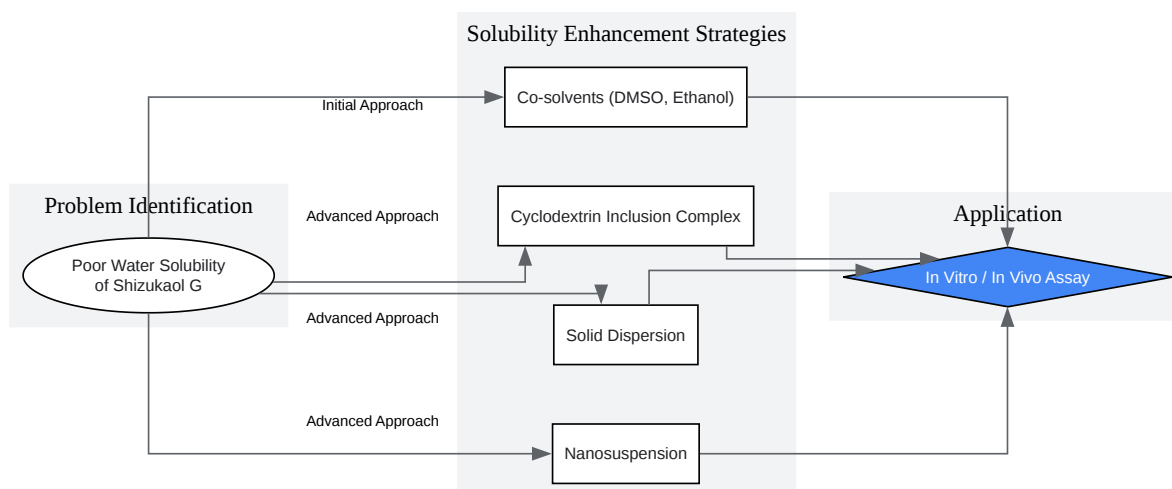 Solubility Enhancement Strategies
Co-solvents (DMSO, Ethanol)
Initial Approach
Problem Identification
Advanced Approach
Cyclodextrin Inclusion Complex
Application
Poor Water Solubility
of Shizukaol G
In Vitro / In Vivo Assay
Advanced Approach
Solid Dispersion
Advanced Approach
Nanosuspension